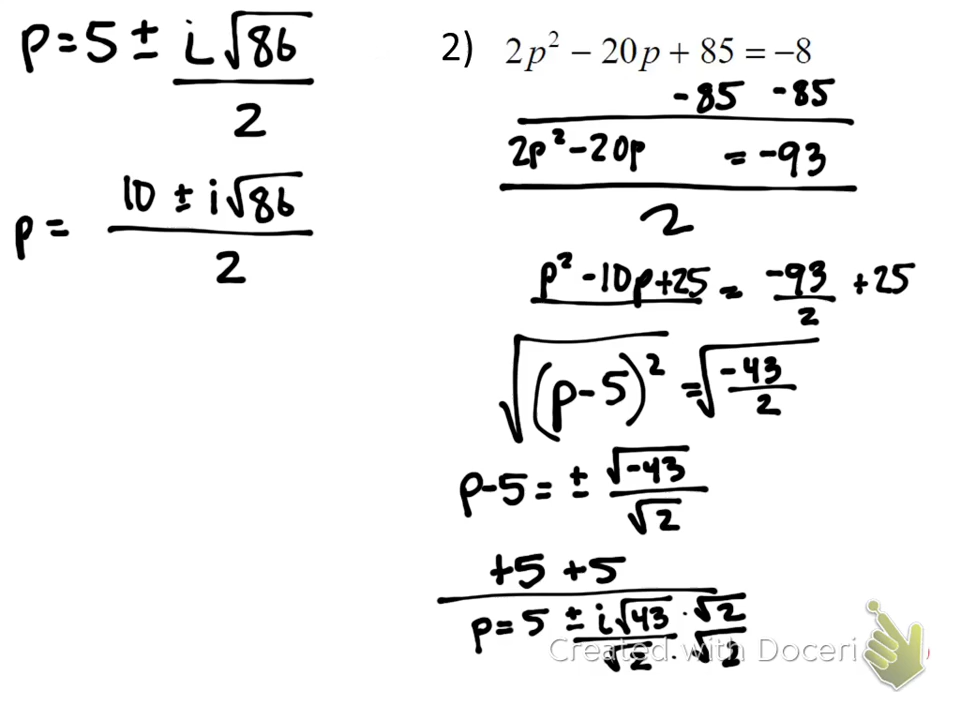 2) 2p² − 20p + 85 = −8
-85 -85
2p² - 20p = -93
2
p² - 10p + 25 = -93/2 + 25
√(p - 5)² = √(-43/2)
p - 5 = ± √-43/√2
+5 +5
p = 5 ± i√43/√2 · √2/√2
Created with Doceri
p = 5 ± i√86/2
p = 10 ± i√86/2